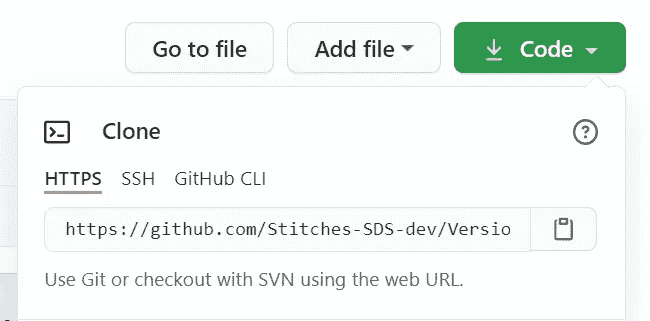 Go to file Add file Code
Clone
HTTPS SSH GitHub CLI
https://github.com/Stitches-SDS-dev/Versio
Use Git or checkout with SVN using the web URL.